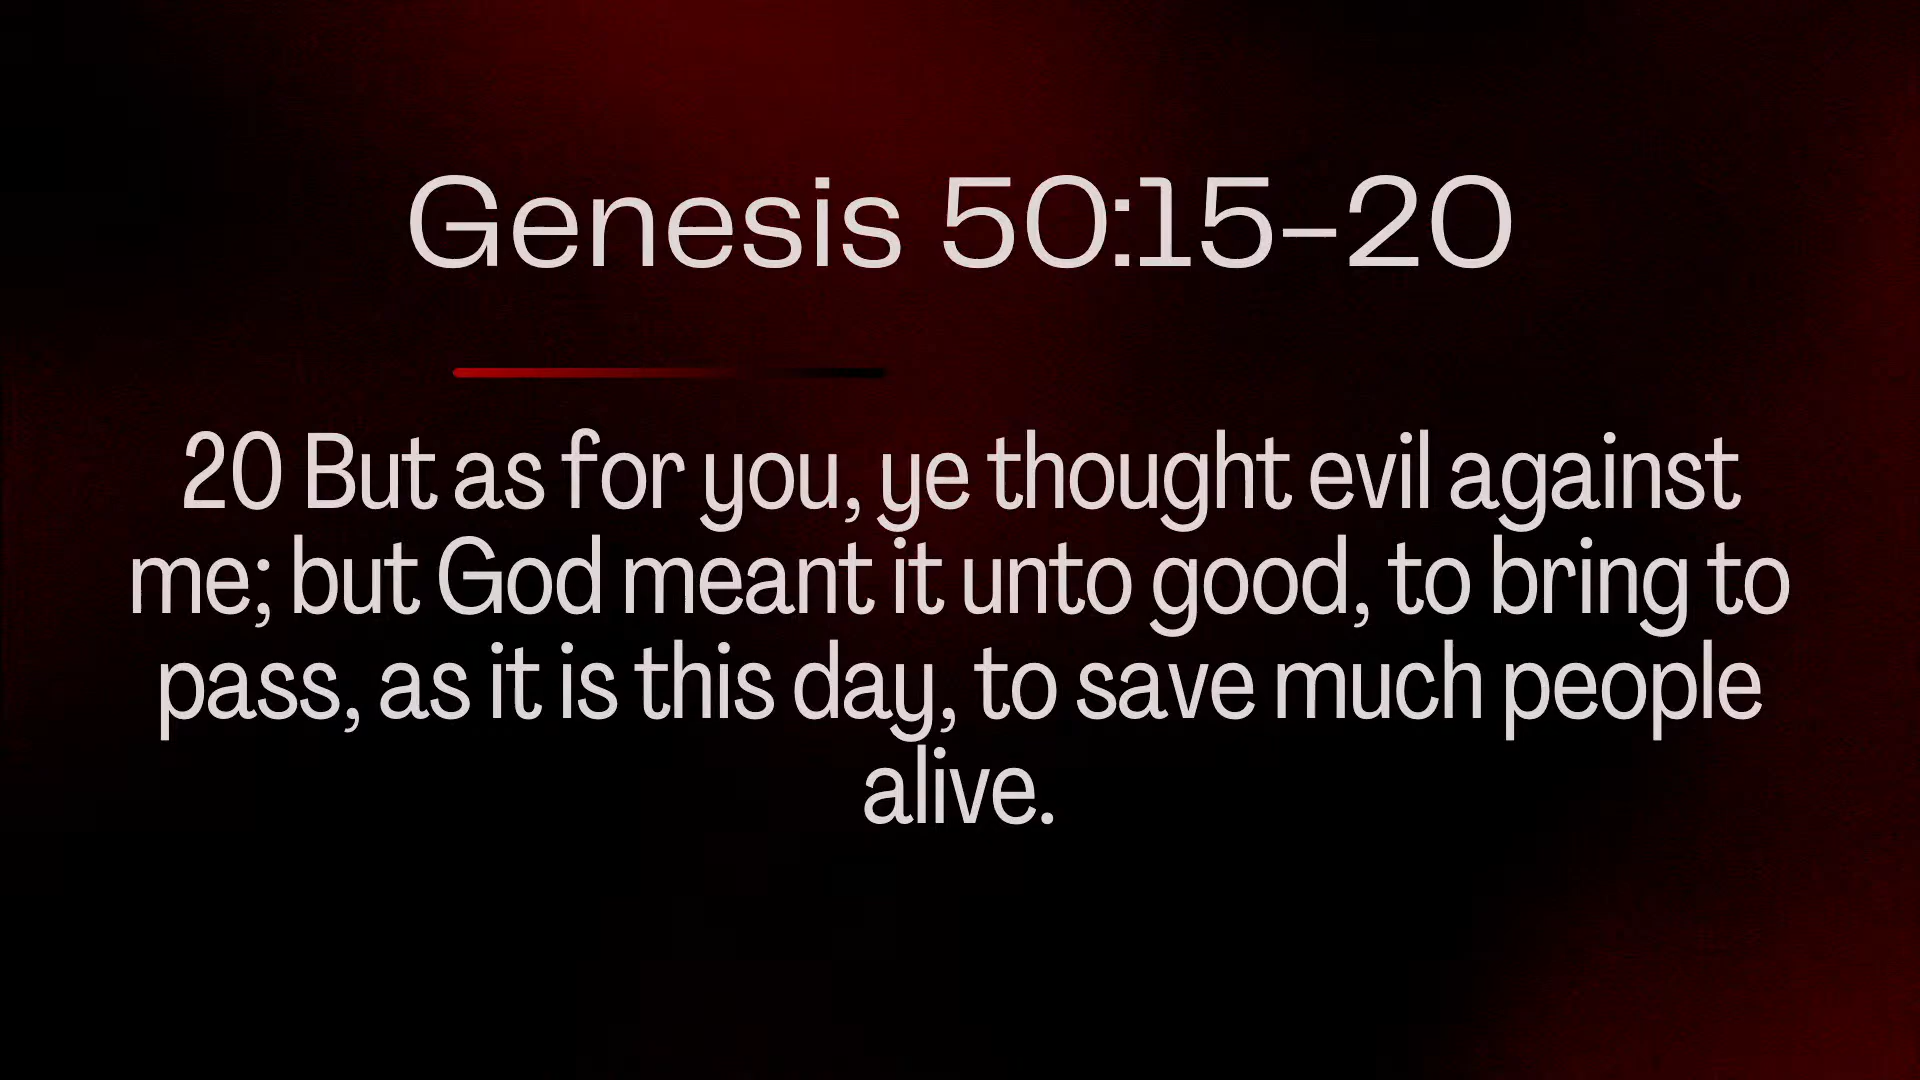 Genesis 50:15–20
20 But as for you, ye thought evil against
me; but God meant it unto good, to bring to
pass, as it is this day, to save much people
alive.